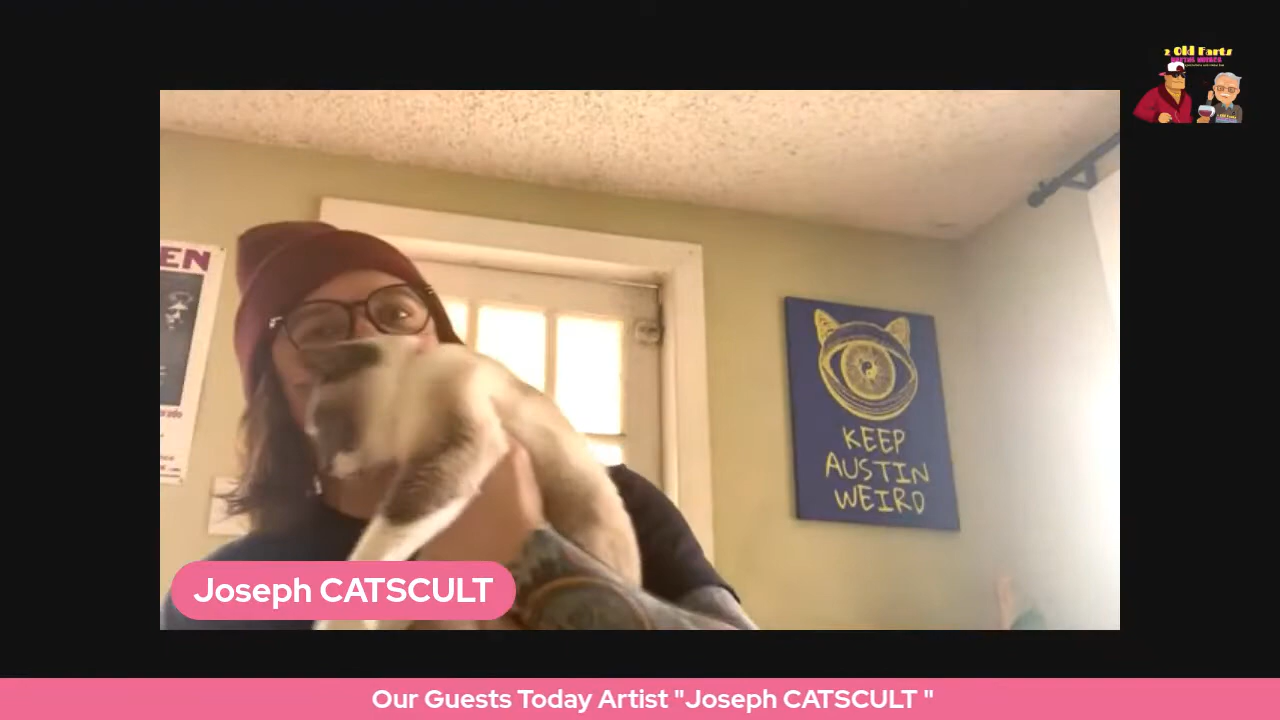 2 Old Farts
EN
KEEP
AUSTIN
WEIRD
Joseph CATSCULT
Our Guests Today Artist "Joseph CATSCULT "